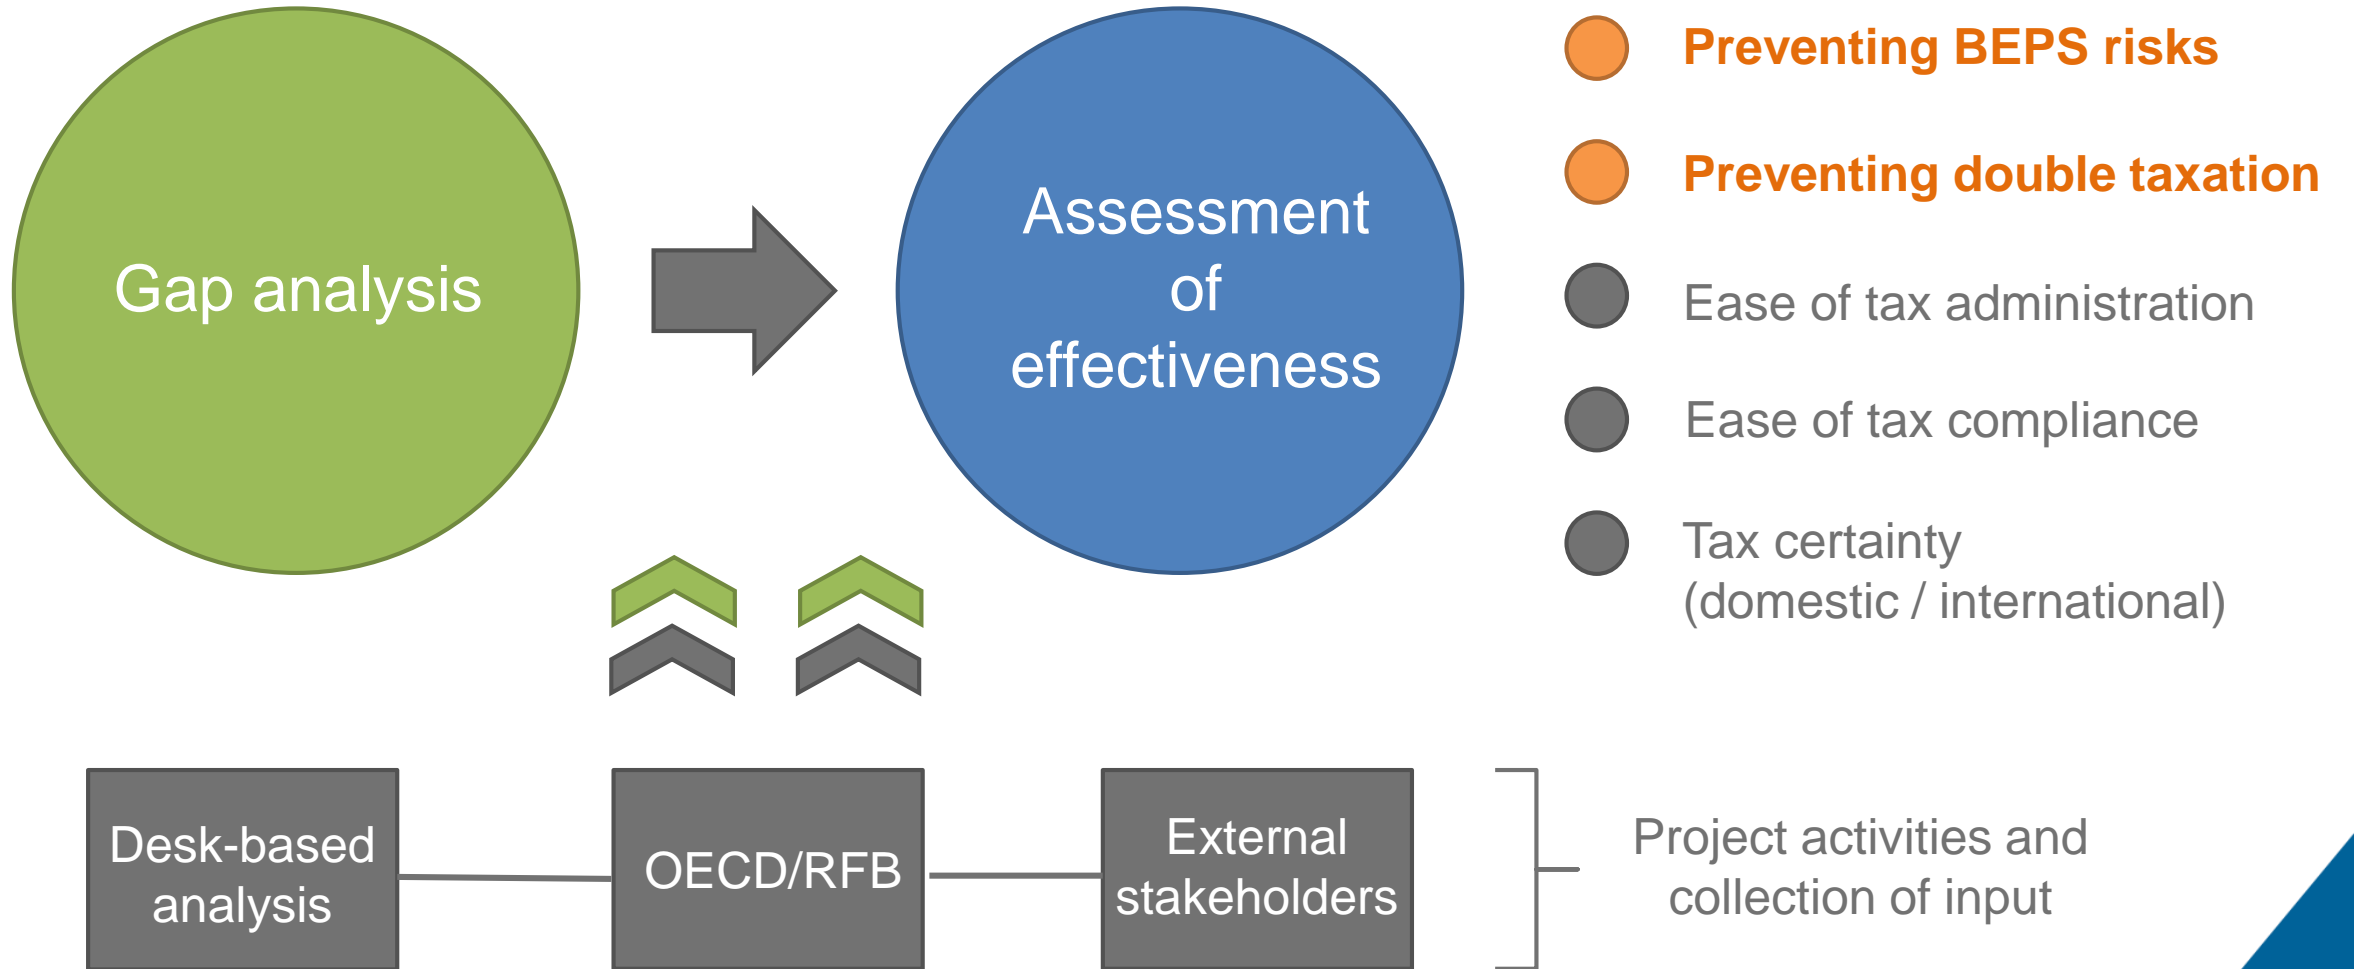 Gap analysis
Assessment
of
effectiveness
Preventing BEPS risks
Preventing double taxation
Ease of tax administration
Ease of tax compliance
Tax certainty
(domestic / international)
Desk-based
analysis
OECD/RFB
External
stakeholders
Project activities and
collection of input